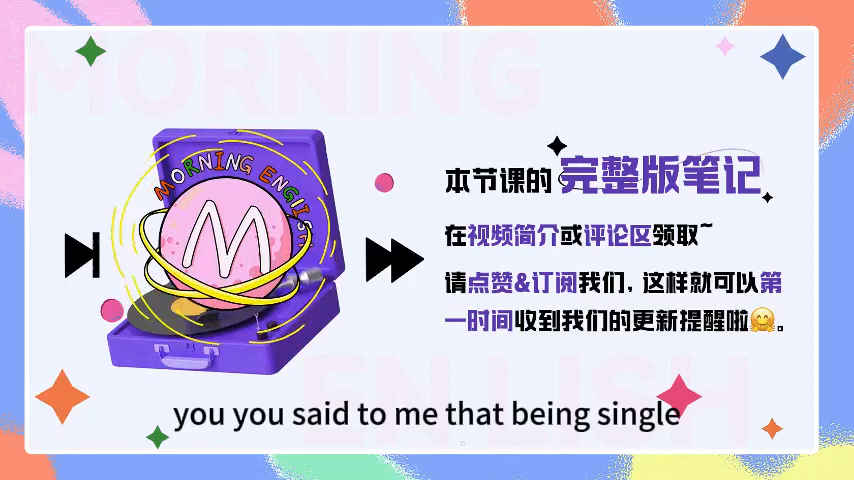 MORNING
MORNING ENGLISH
M
本节课的 完整版笔记
在视频简介或评论区领取~
请点赞&订阅我们, 这样就可以第
一时间收到我们的更新提醒啦🤗。
EN LISH
you you said to me that being single